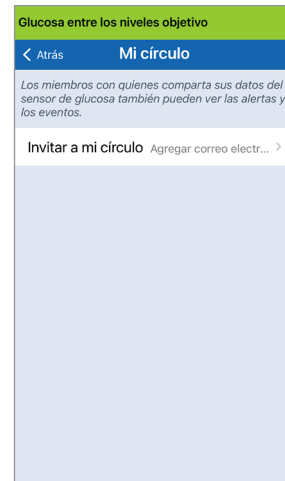 Glucosa entre los niveles objetivo
Atrás Mi círculo
Los miembros con quienes comparta sus datos del
sensor de glucosa también pueden ver las alertas y
los eventos.
Invitar a mi círculo Agregar correo electr...